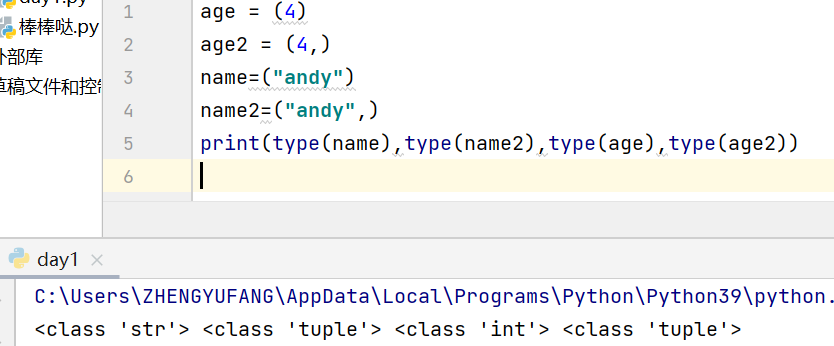 day1.py
棒棒哒.py
外部库
草稿文件和控制
1 age = (4)
2 age2 = (4,)
3 name=("andy")
4 name2=("andy",)
5 print(type(name),type(name2),type(age),type(age2))
6
day1
C:\Users\ZHENGYUFANG\AppData\Local\Programs\Python\Python39\python.
<class 'str'> <class 'tuple'> <class 'int'> <class 'tuple'>